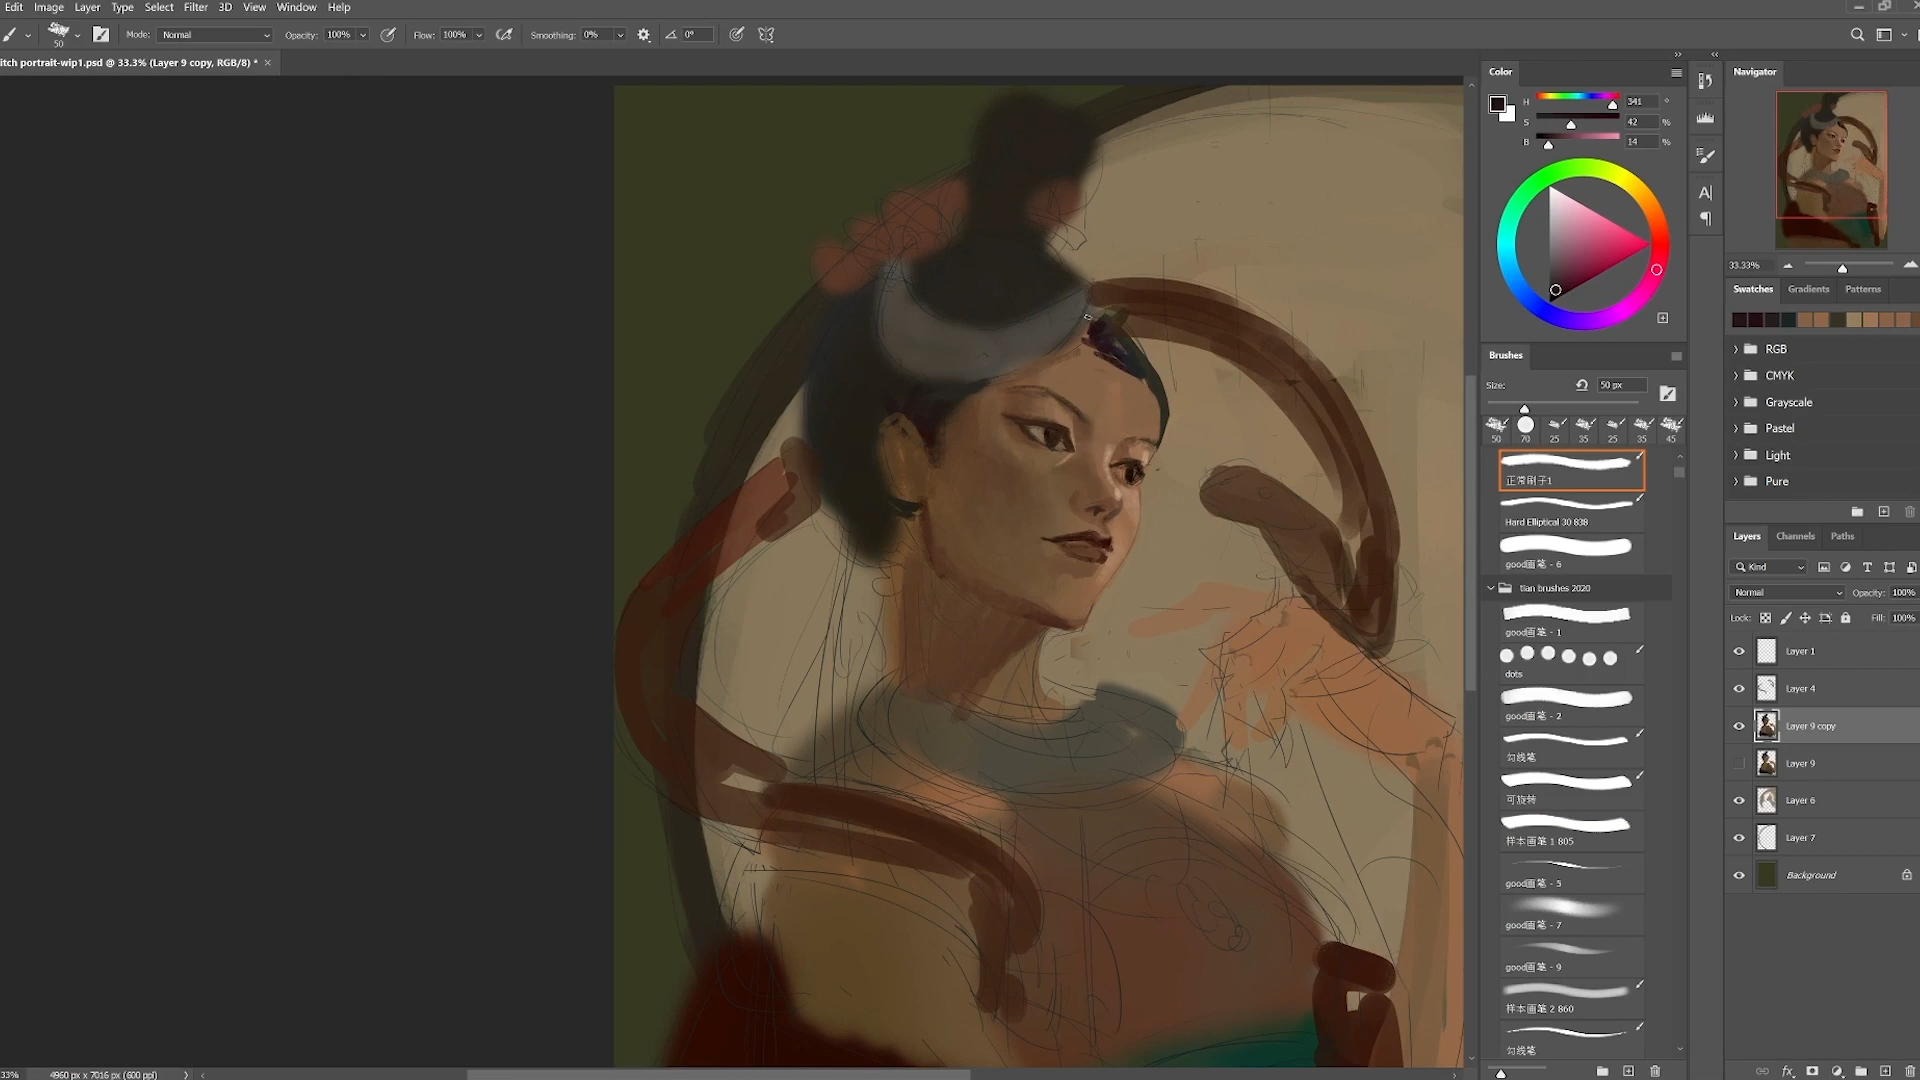 Edit Image Layer Type Select Filter 3D View Window Help
50 Mode: Normal Opacity: 100% Flow: 100% Smoothing: 0% 0°
itch portrait-wip1.psd @ 33.3% (Layer 9 copy, RGB/8) * ×
Color
H 341 °
S 42 %
B 14 %
Brushes
Size: 50 px
50 70 25 35 25 35 45
正常刷子1
Hard Elliptical 30 838
good画笔 - 6
tian brushes 2020
good画笔 - 1
dots
good画笔 - 2
勾线笔
可旋转
样本画笔 1 805
good画笔 - 5
good画笔 - 7
good画笔 - 9
样本画笔 2 860
勾线笔
A
Navigator
33.33%
Swatches Gradients Patterns
RGB
CMYK
Grayscale
Pastel
Light
Pure
Layers Channels Paths
Kind
Normal Opacity: 100%
Lock: Fill: 100%
Layer 1
Layer 4
Layer 9 copy
Layer 9
Layer 6
Layer 7
Background
fx
33% 4960 px x 7016 px (600 ppi)